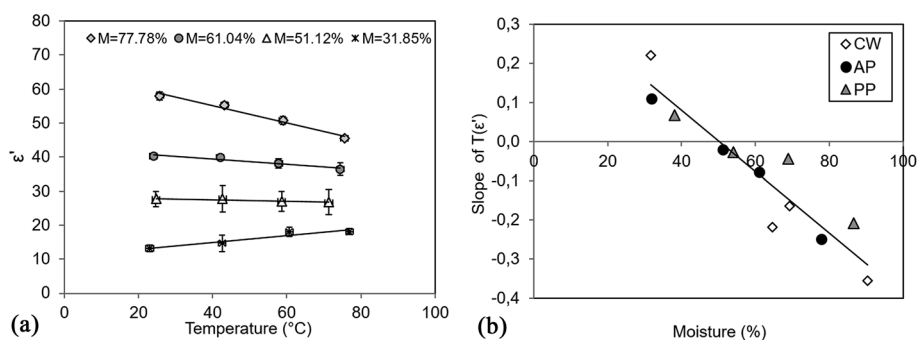 M=77.78% M=61.04% M=51.12% M=31.85%
ε'
80
70
60
50
40
30
20
10
0
0 20 40 60 80 100
Temperature (°C)
(a)
CW
AP
PP
Slope of T(ε')
0,3
0,2
0,1
0,0
-0,1
-0,2
-0,3
-0,4
0 20 40 60 80 100
Moisture (%)
(b)